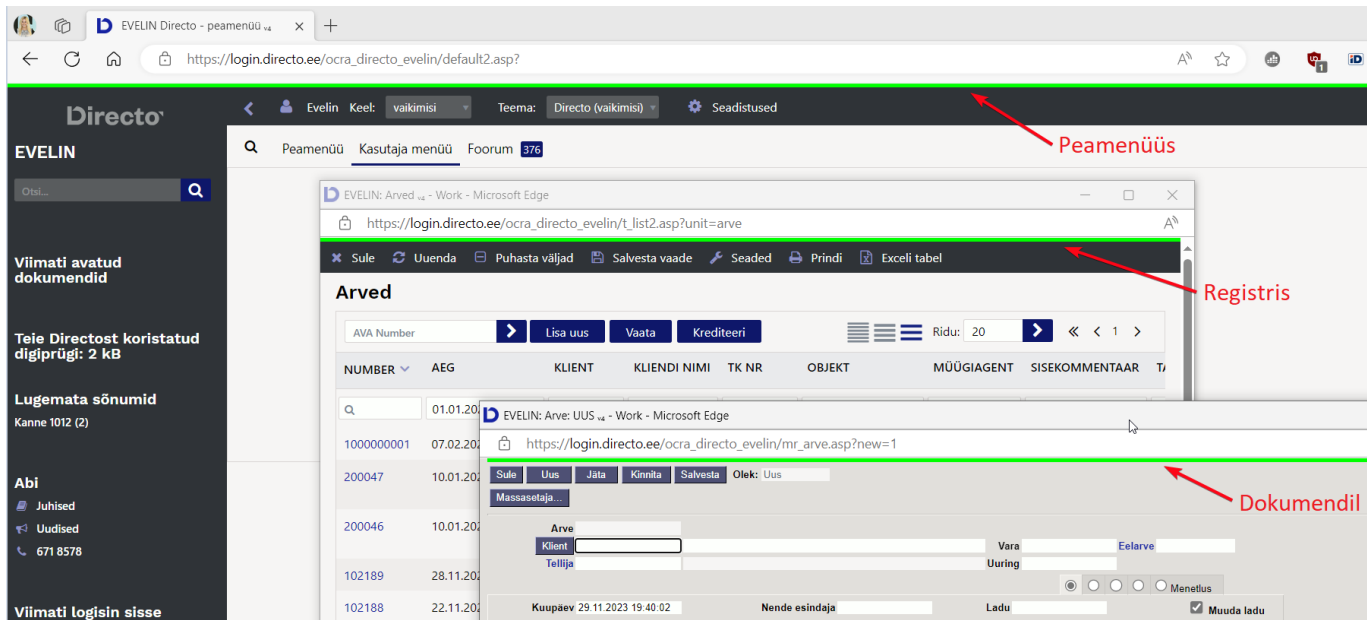 EVELIN Directo - peamenüü v4
https://login.directo.ee/ocra_directo_evelin/default2.asp?
1
Directo
Evelin Keel: vaikimisi Teema: Directo (vaikimisi) Seadistused
Peamenüüs
EVELIN
Peamenüü Kasutaja menüü Foorum 376
Otsi...
EVELIN: Arved v4 - Work - Microsoft Edge
https://login.directo.ee/ocra_directo_evelin/t_list2.asp?unit=arve
Sule Uuenda Puhasta väljad Salvesta vaade Seaded Prindi Exceli tabel
Registris
Viimati avatud
dokumendid
Arved
AVA Number Lisa uus Vaata Krediteeri Ridu: 20 1
Teie Directost koristatud
digiprügi: 2 kB
NUMBER AEG KLIENT KLIENDI NIMI TK NR OBJEKT MÜÜGIAGENT SISEKOMMENTAAR
Lugemata sõnumid
Kanne 1012 (2)
01.01.20
1000000001 07.02.20
200047 10.01.20
200046 10.01.20
102189 28.11.20
102188 22.11.20
Abi
Juhised
Uudised
671 8578
Viimati logisin sisse
EVELIN: Arve: UUS v4 - Work - Microsoft Edge
https://login.directo.ee/ocra_directo_evelin/mr_arve.asp?new=1
Sule Uus Jäta Kinnita Salvesta Olek: Uus
Massasetaja...
Dokumendil
Arve
Klient Vara Eelarve
Tellija Uuring
Menetlus
Kuupäev 29.11.2023 19:40:02 Nende esindaja Ladu Muuda ladu